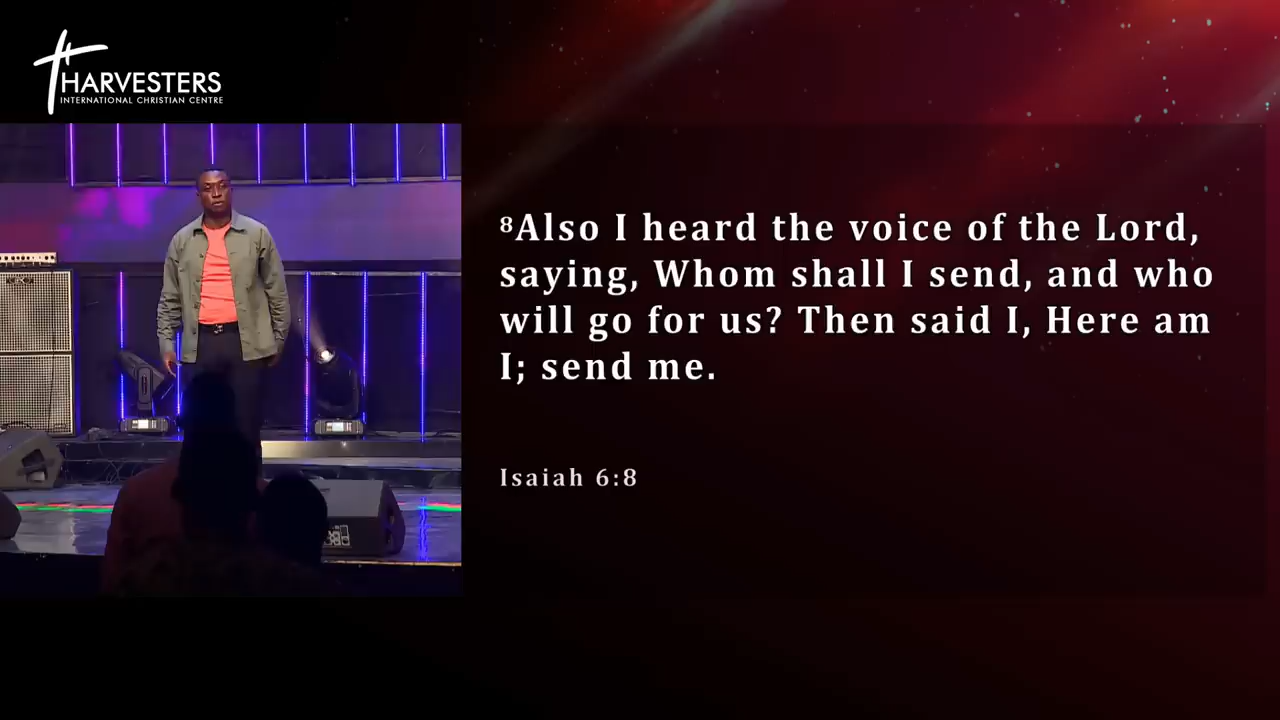 HARVESTERS
INTERNATIONAL CHRISTIAN CENTRE
⁸Also I heard the voice of the Lord,
saying, Whom shall I send, and who
will go for us? Then said I, Here am
I; send me.
Isaiah 6:8